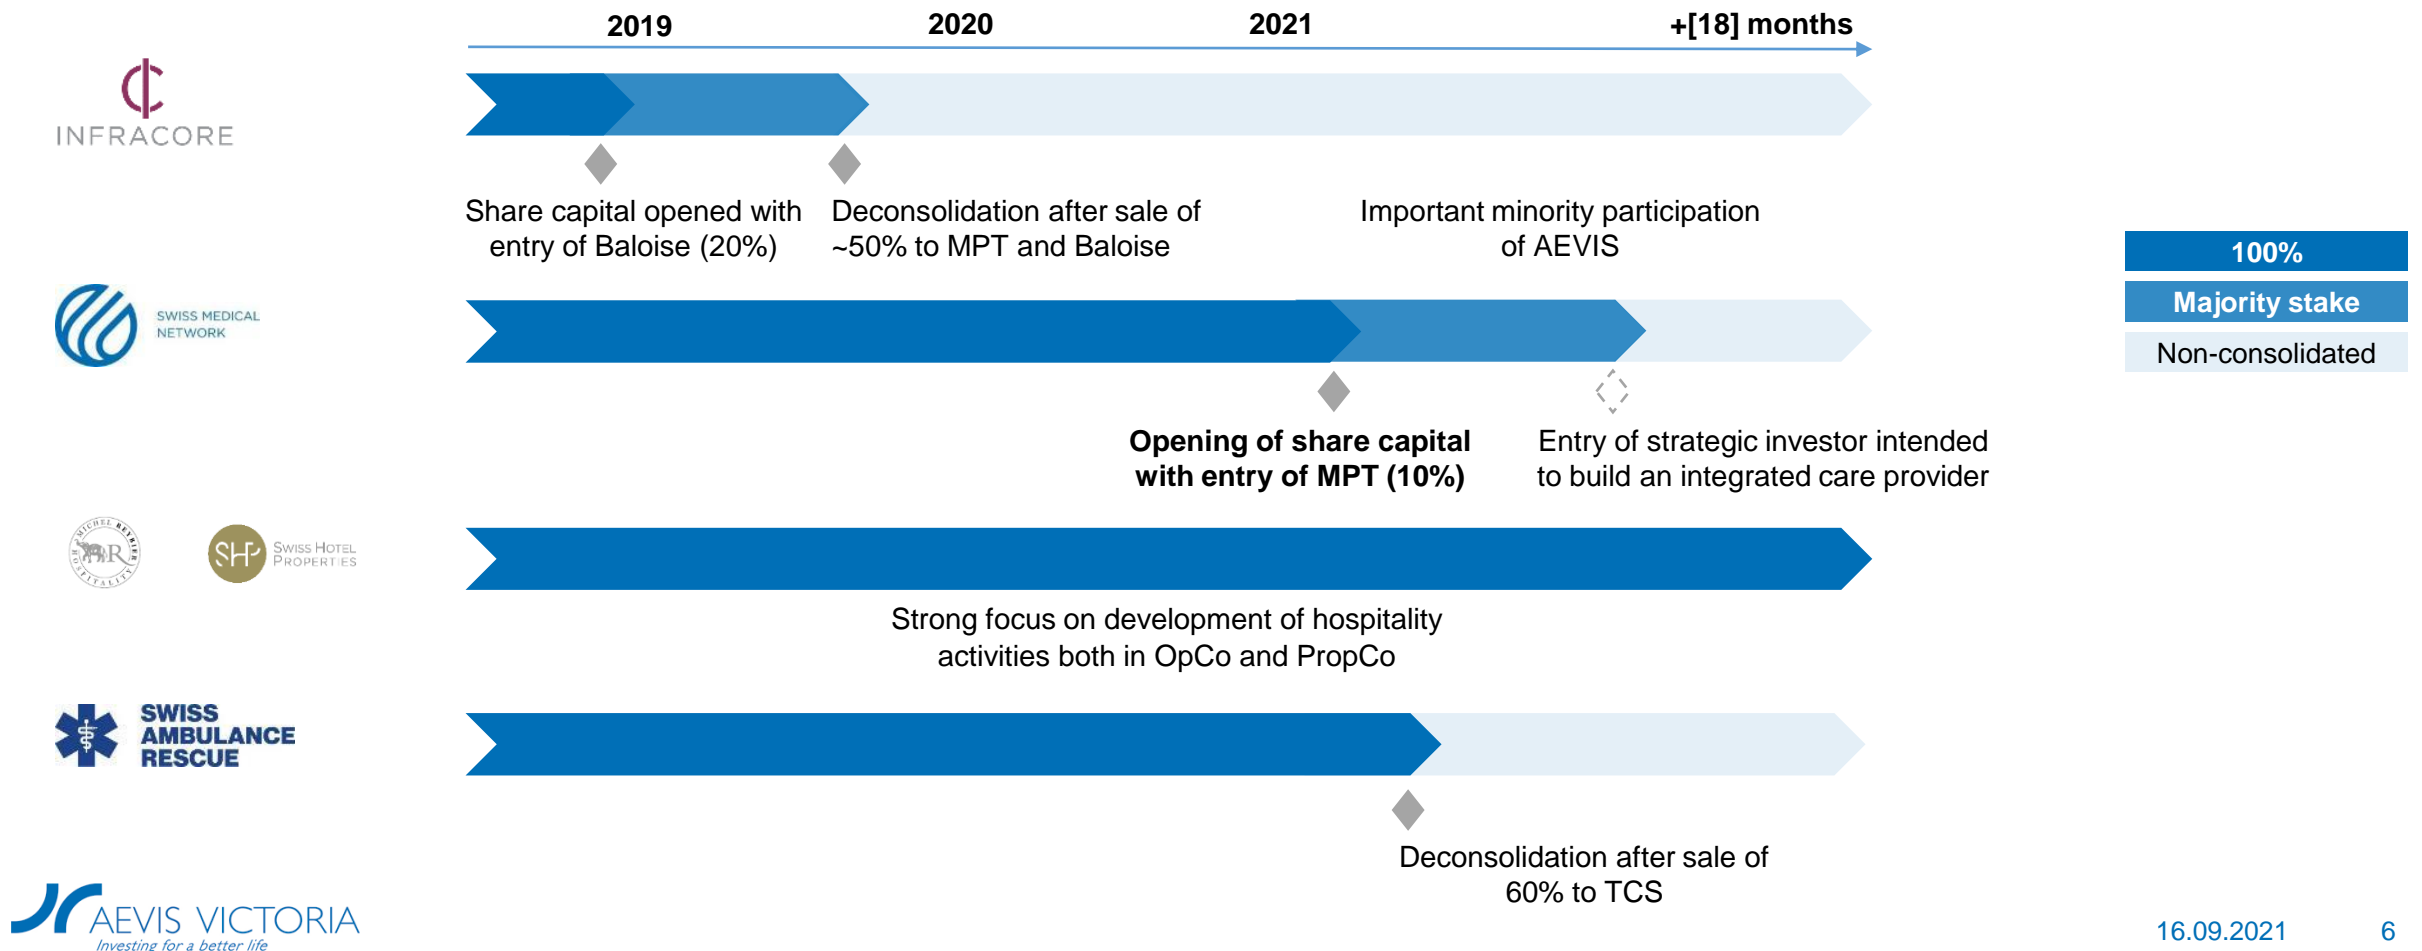 2019 2020 2021 +[18] months
INFRACORE
Share capital opened with
entry of Baloise (20%)
Deconsolidation after sale of
~50% to MPT and Baloise
Important minority participation
of AEVIS
100%
Majority stake
Non-consolidated
SWISS MEDICAL
NETWORK
Opening of share capital
with entry of MPT (10%)
Entry of strategic investor intended
to build an integrated care provider
MICHEL REYBIER
HOSPITALITY
R
SHP
SWISS HOTEL
PROPERTIES
Strong focus on development of hospitality
activities both in OpCo and PropCo
SWISS
AMBULANCE
RESCUE
Deconsolidation after sale of
60% to TCS
AEVIS VICTORIA
Investing for a better life
16.09.2021 6